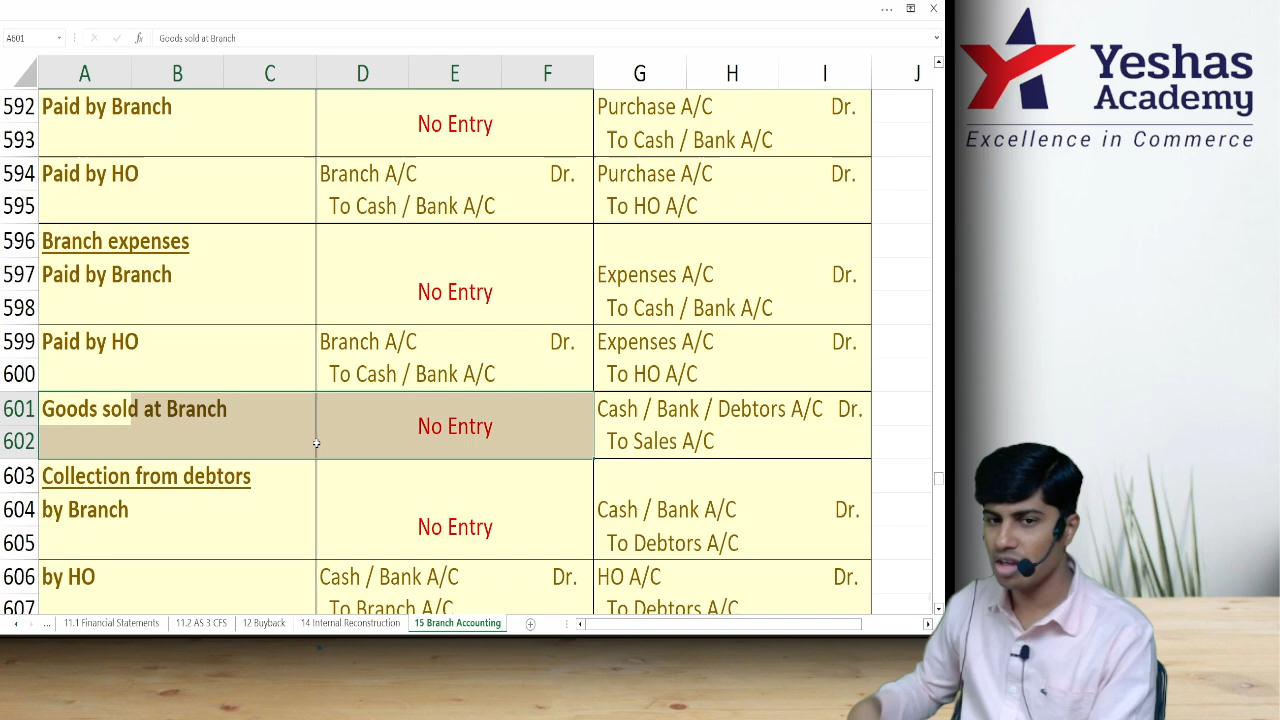 A601
fx
Goods sold at Branch
A B C D E F G H I J
592 Paid by Branch No Entry Purchase A/C Dr.
593 To Cash / Bank A/C
594 Paid by HO Branch A/C Dr. Purchase A/C Dr.
595 To Cash / Bank A/C To HO A/C
596 Branch expenses
597 Paid by Branch No Entry Expenses A/C Dr.
598 To Cash / Bank A/C
599 Paid by HO Branch A/C Dr. Expenses A/C Dr.
600 To Cash / Bank A/C To HO A/C
601 Goods sold at Branch No Entry Cash / Bank / Debtors A/C Dr.
602 To Sales A/C
603 Collection from debtors
604 by Branch No Entry Cash / Bank A/C Dr.
605 To Debtors A/C
606 by HO Cash / Bank A/C Dr. HO A/C Dr.
607 To Branch A/C To Debtors A/C
... 11.1 Financial Statements 11.2 AS 3 CFS 12 Buyback 14 Internal Reconstruction 15 Branch Accounting
Yeshas
Academy
Excellence in Commerce